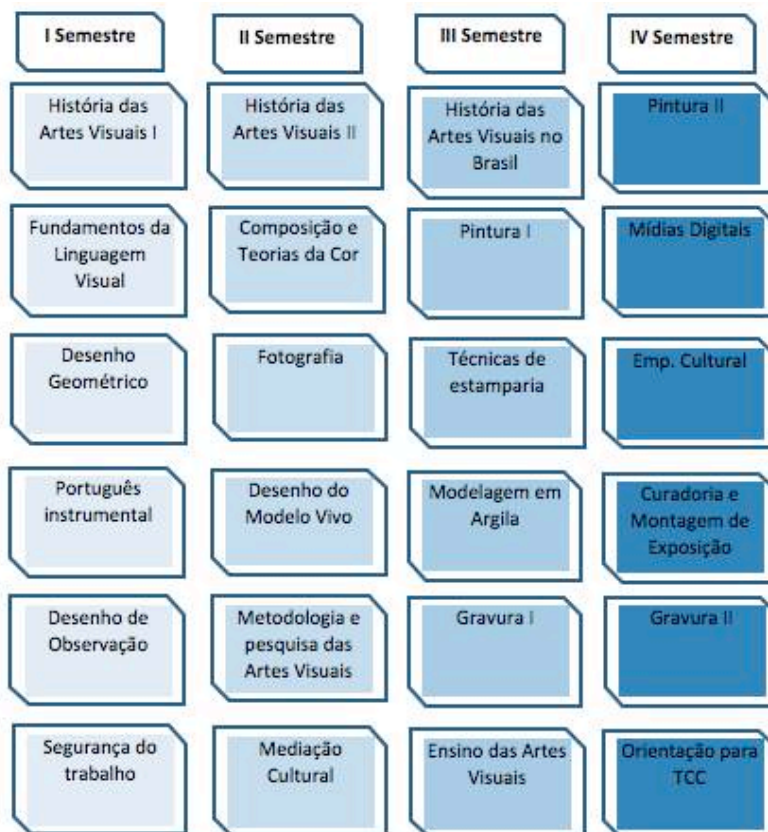 I Semestre
II Semestre
III Semestre
IV Semestre
História das
Artes Visuais I
História das
Artes Visuais II
História das
Artes Visuais no
Brasil
Pintura II
Fundamentos da
Linguagem
Visual
Composição e
Teorias da Cor
Pintura I
Mídias Digitais
Desenho
Geométrico
Fotografia
Técnicas de
estamparia
Emp. Cultural
Português
instrumental
Desenho do
Modelo Vivo
Modelagem em
Argila
Curadoria e
Montagem de
Exposição
Desenho de
Observação
Metodologia e
pesquisa das
Artes Visuais
Gravura I
Gravura II
Segurança do
trabalho
Mediação
Cultural
Ensino das Artes
Visuais
Orientação para
TCC